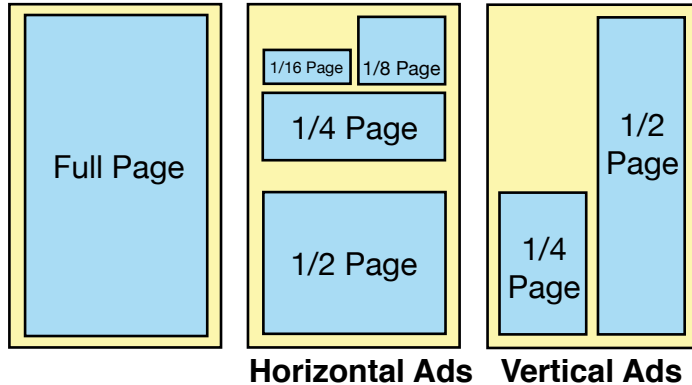 Full Page
1/16 Page
1/8 Page
1/4 Page
1/2 Page
Horizontal Ads
1/2
Page
1/4
Page
Vertical Ads